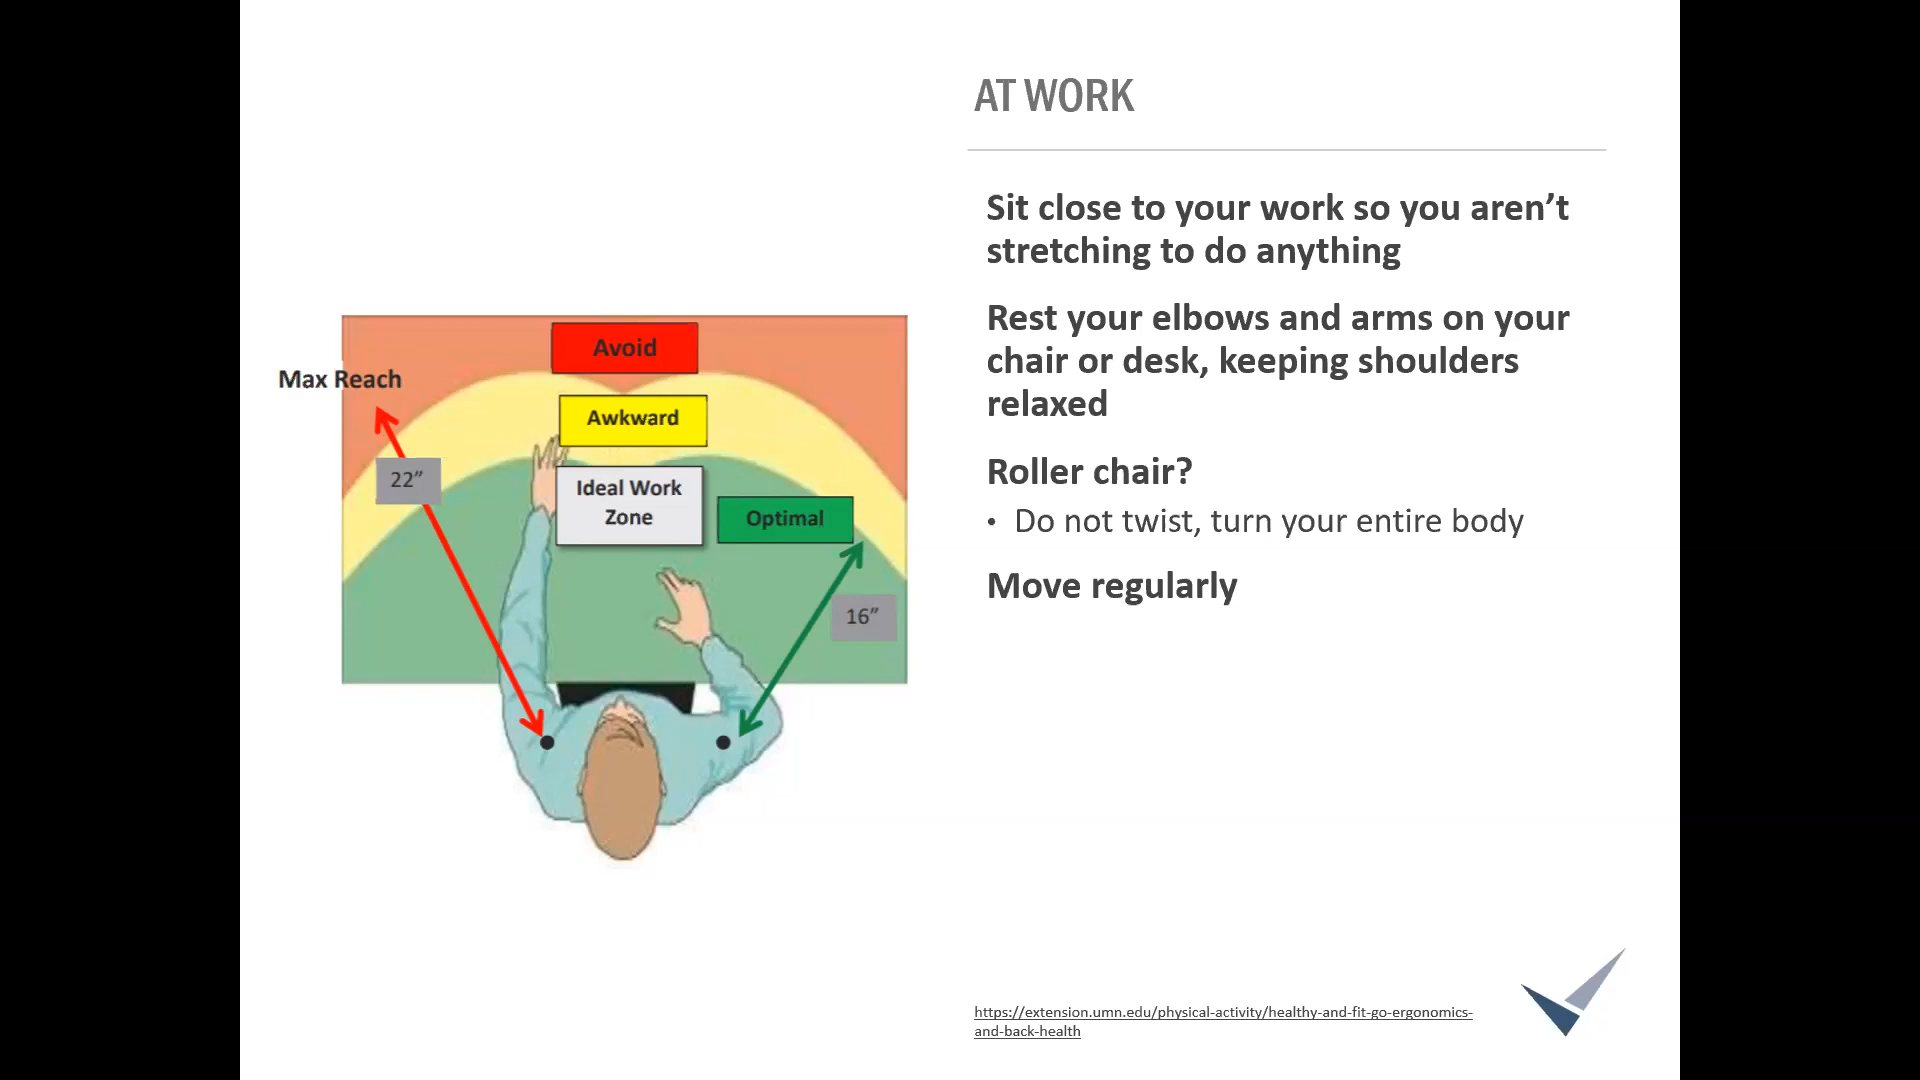 AT WORK
Sit close to your work so you aren’t
stretching to do anything
Rest your elbows and arms on your
chair or desk, keeping shoulders
relaxed
Roller chair?
• Do not twist, turn your entire body
Move regularly
Avoid
Max Reach
Awkward
22”
Ideal Work
Zone
Optimal
16”
https://extension.umn.edu/physical-activity/healthy-and-fit-go-ergonomics-
and-back-health